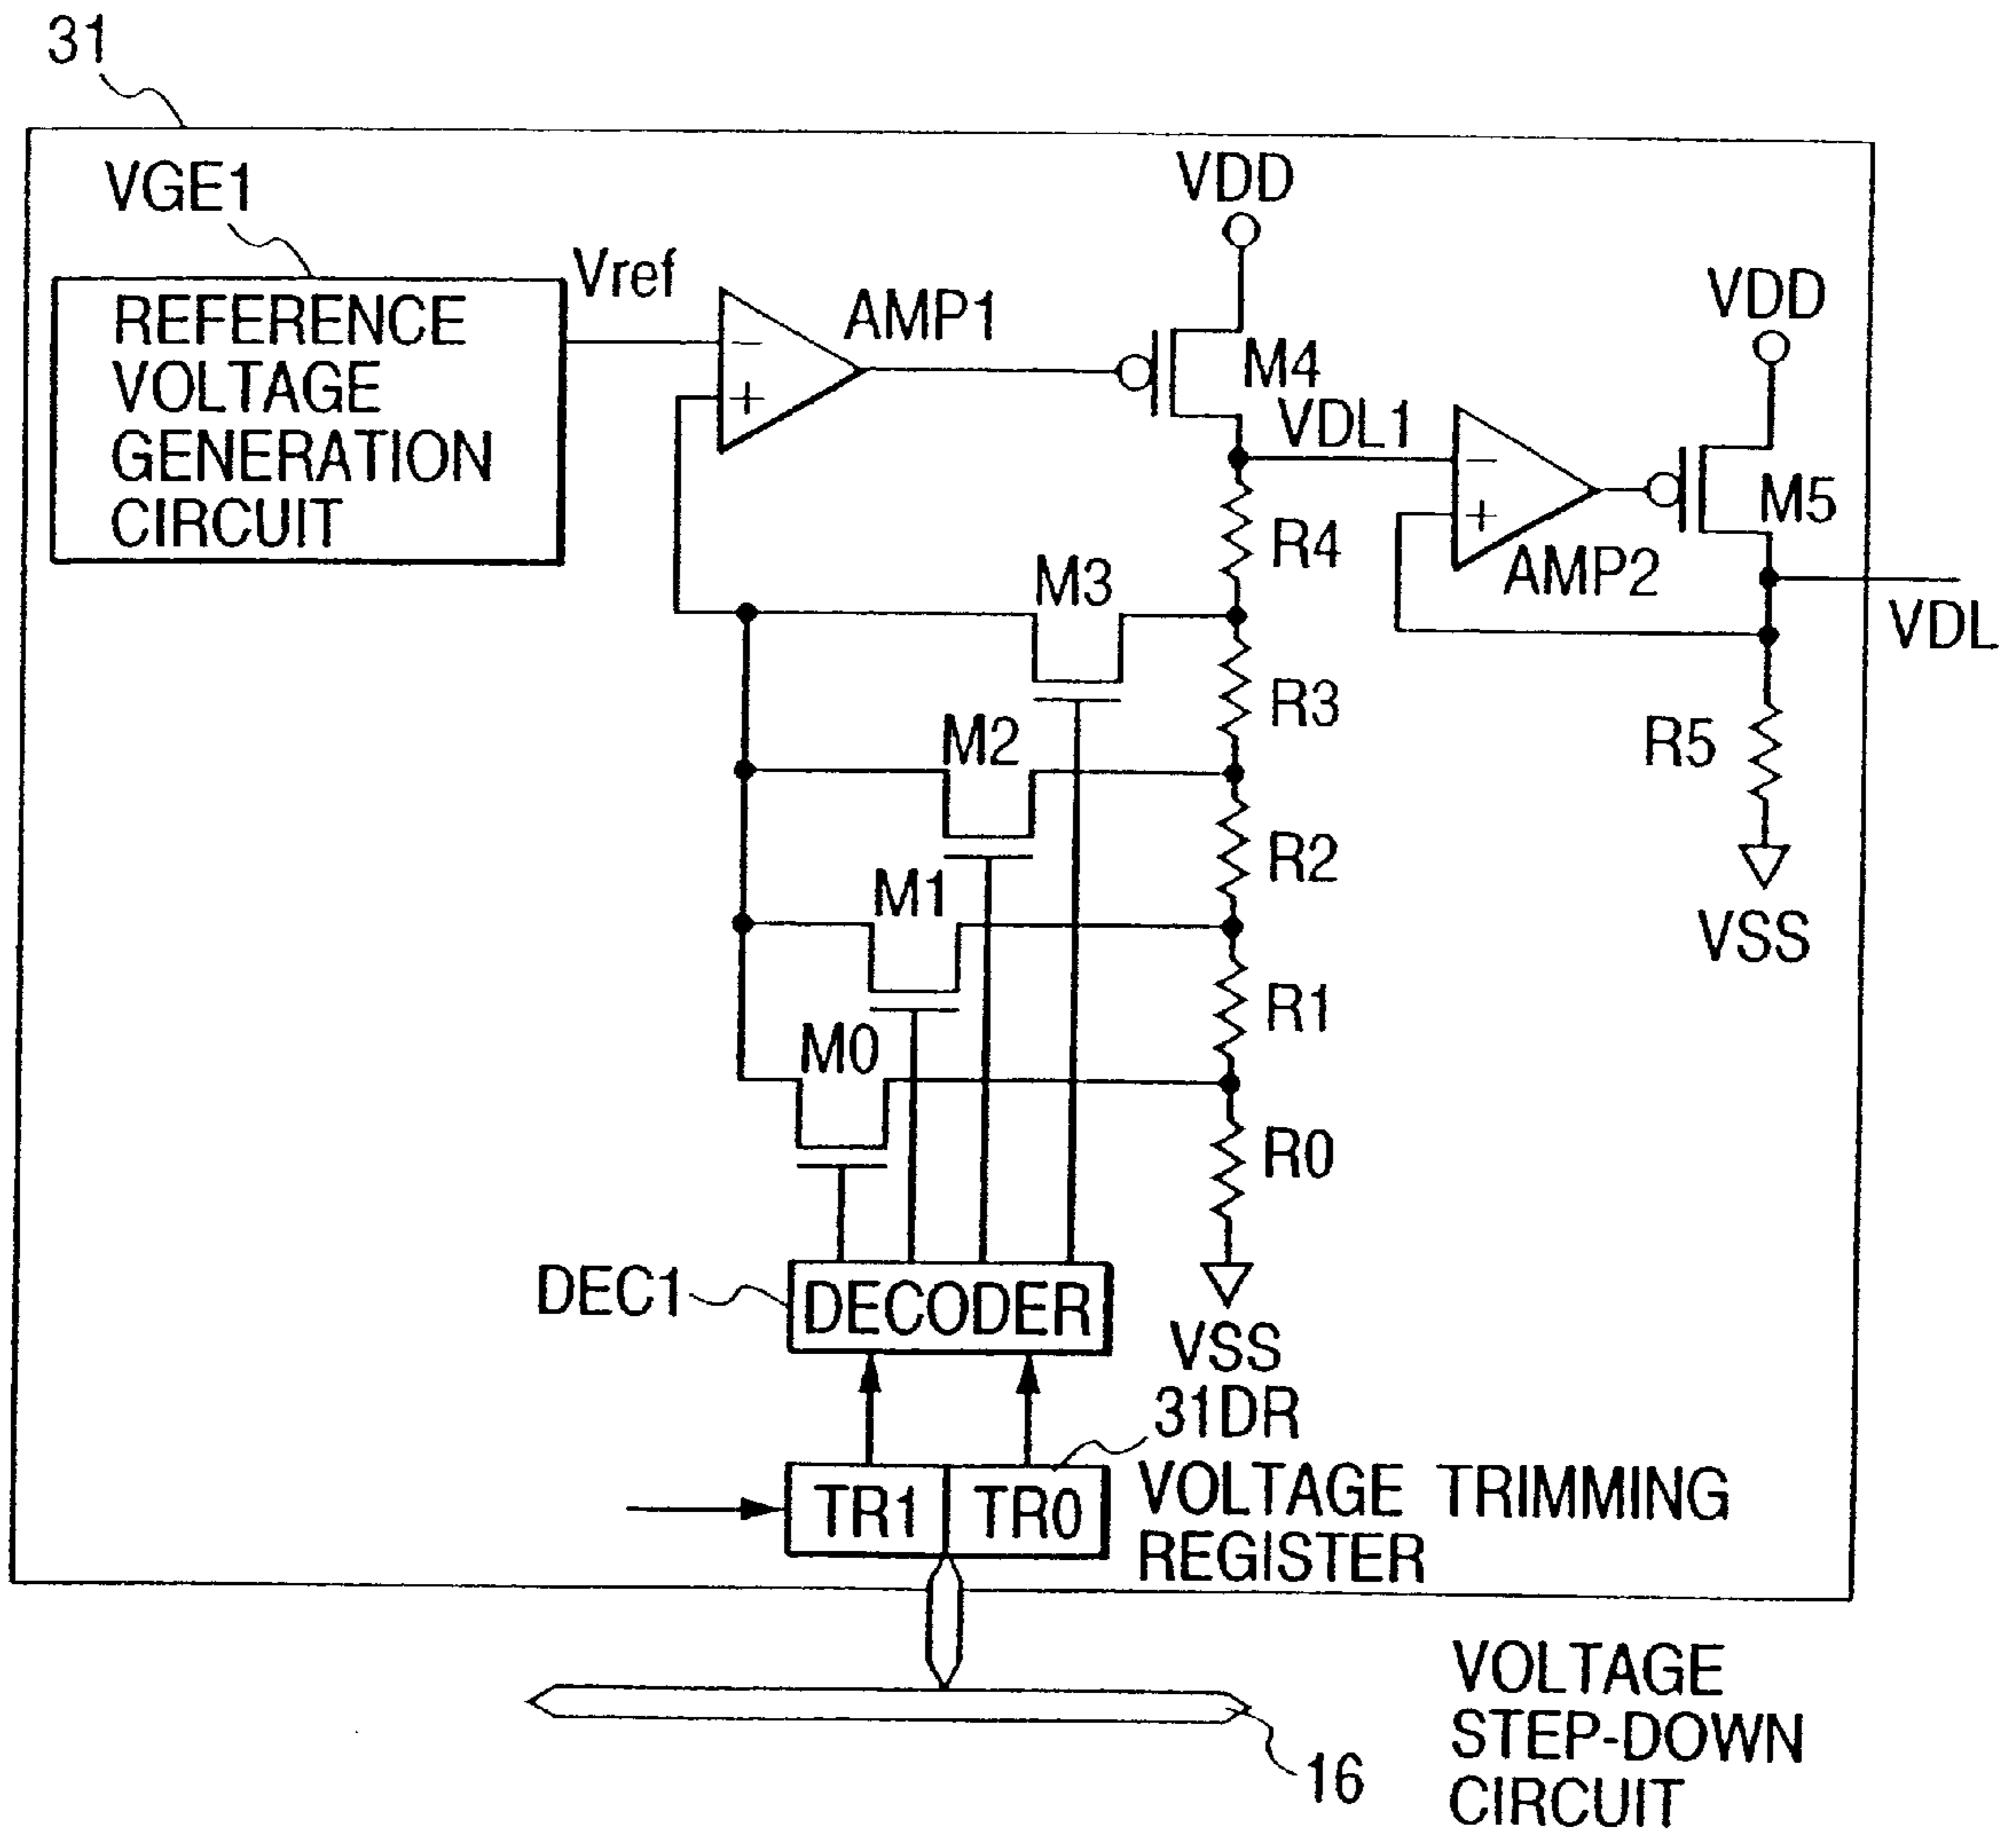 31
VGE1
REFERENCE
VOLTAGE
GENERATION
CIRCUIT
Vref
−
+
AMP1
VDD
M4
VDL1
VDD
−
+
M5
AMP2
VDL
R4
M3
R3
R5
M2
R2
VSS
M1
R1
M0
R0
VSS
DEC1
DECODER
31DR
TR1
TR0
VOLTAGE TRIMMING
REGISTER
16
VOLTAGE
STEP-DOWN
CIRCUIT